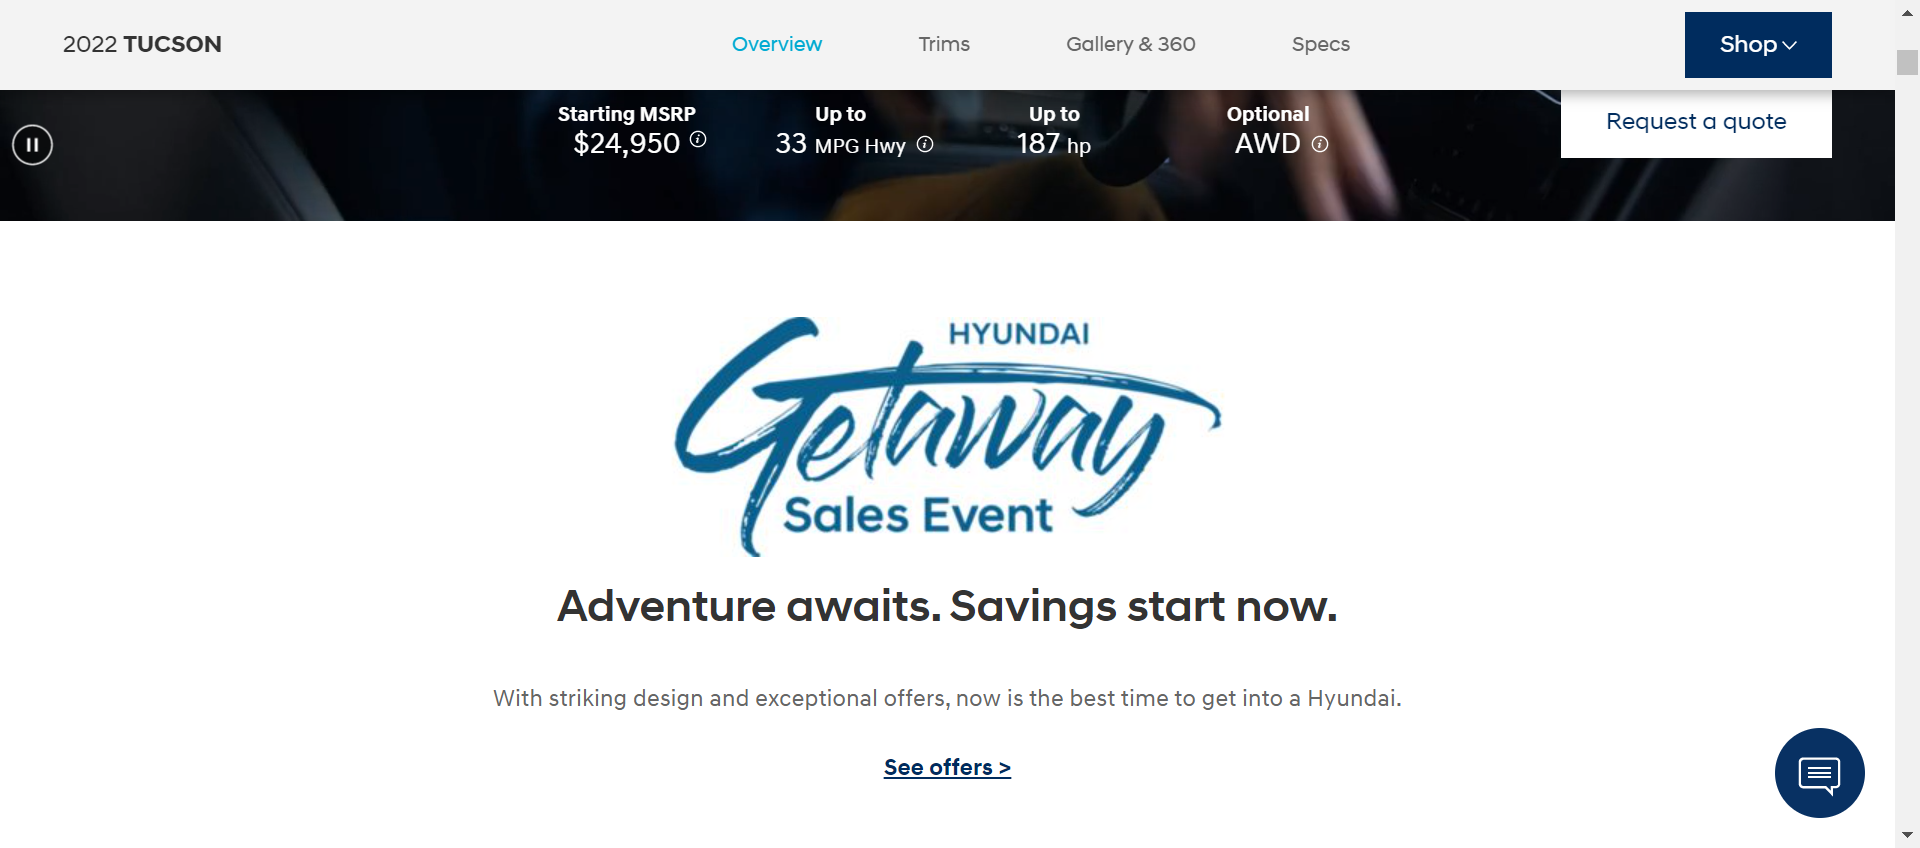 2022 TUCSON
Overview
Trims
Gallery & 360
Specs
Shop
Starting MSRP
$24,950
Up to
33 MPG Hwy
Up to
187 hp
Optional
AWD
Request a quote
HYUNDAI
Getaway
Sales Event
Adventure awaits. Savings start now.
With striking design and exceptional offers, now is the best time to get into a Hyundai.
See offers >